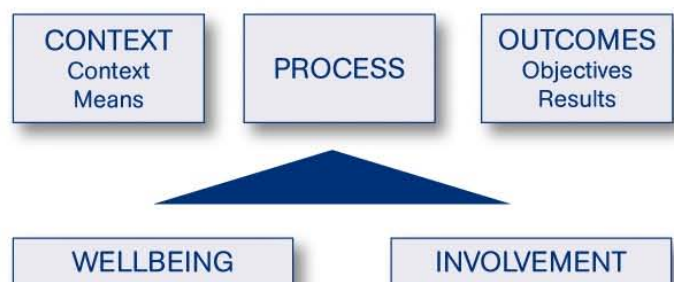 CONTEXT
Context
Means
PROCESS
OUTCOMES
Objectives
Results
WELLBEING
INVOLVEMENT